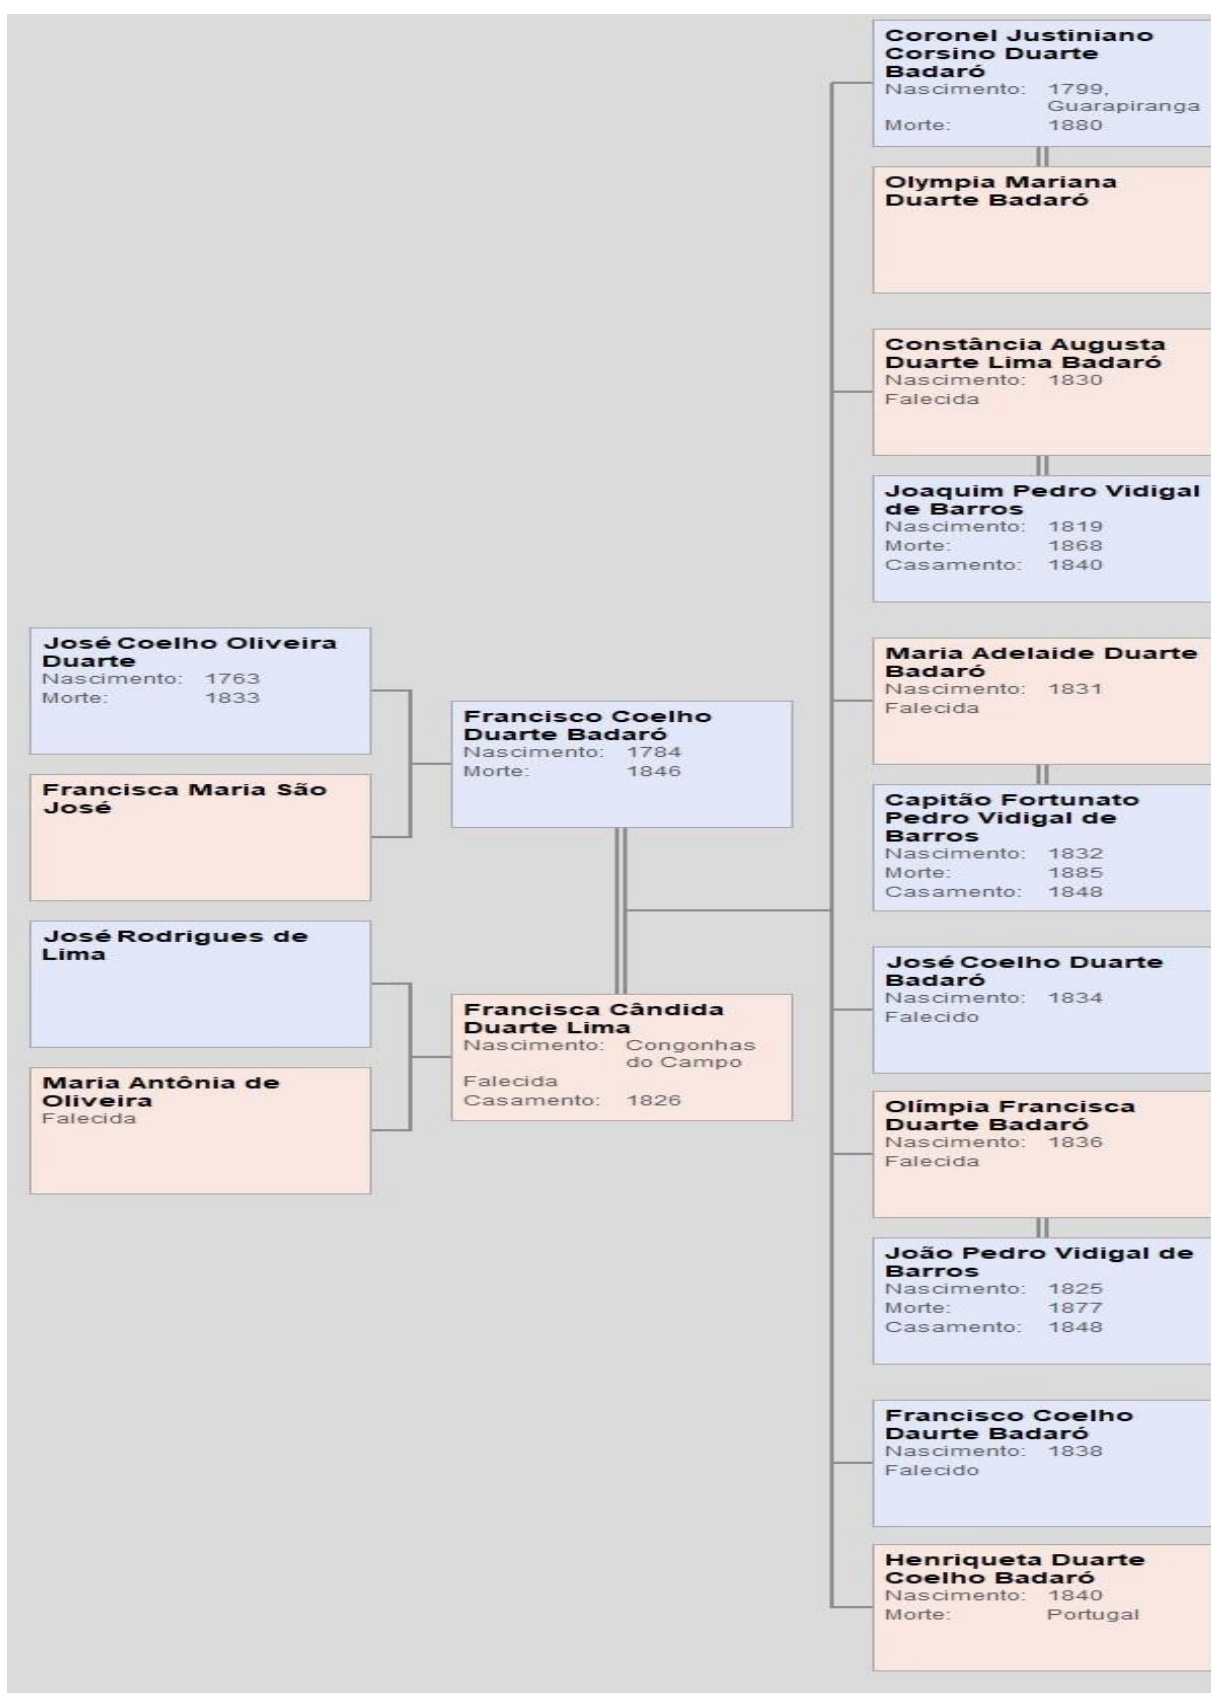 José Coelho Oliveira
Duarte
Nascimento: 1763
Morte: 1833
Francisca Maria São
José
José Rodrigues de
Lima
Maria Antônia de
Oliveira
Falecida
Francisco Coelho
Duarte Badaró
Nascimento: 1784
Morte: 1846
Francisca Cândida
Duarte Lima
Nascimento: Congonhas
do Campo
Falecida
Casamento: 1826
Coronel Justiniano
Corsino Duarte
Badaró
Nascimento: 1799,
Guarapiranga
Morte: 1880
Olympia Mariana
Duarte Badaró
Constância Augusta
Duarte Lima Badaró
Nascimento: 1830
Falecida
Joaquim Pedro Vidigal
de Barros
Nascimento: 1819
Morte: 1868
Casamento: 1840
Maria Adelaide Duarte
Badaró
Nascimento: 1831
Falecida
Capitão Fortunato
Pedro Vidigal de
Barros
Nascimento: 1832
Morte: 1885
Casamento: 1848
José Coelho Duarte
Badaró
Nascimento: 1834
Falecido
Olímpia Francisca
Duarte Badaró
Nascimento: 1836
Falecida
João Pedro Vidigal de
Barros
Nascimento: 1825
Morte: 1877
Casamento: 1848
Francisco Coelho
Daurte Badaró
Nascimento: 1838
Falecido
Henriqueta Duarte
Coelho Badaró
Nascimento: 1840
Morte: Portugal